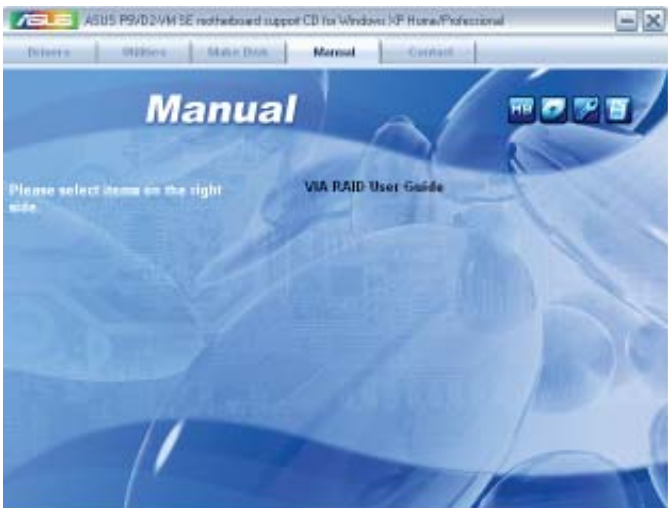 ASUS
ASUS P5VD2-VM SE motherboard support CD for Windows XP Home/Professional
Drivers
Utilities
Make Disk
Manual
Contact
Manual
Please select items on the right
side.
VIA RAID User Guide